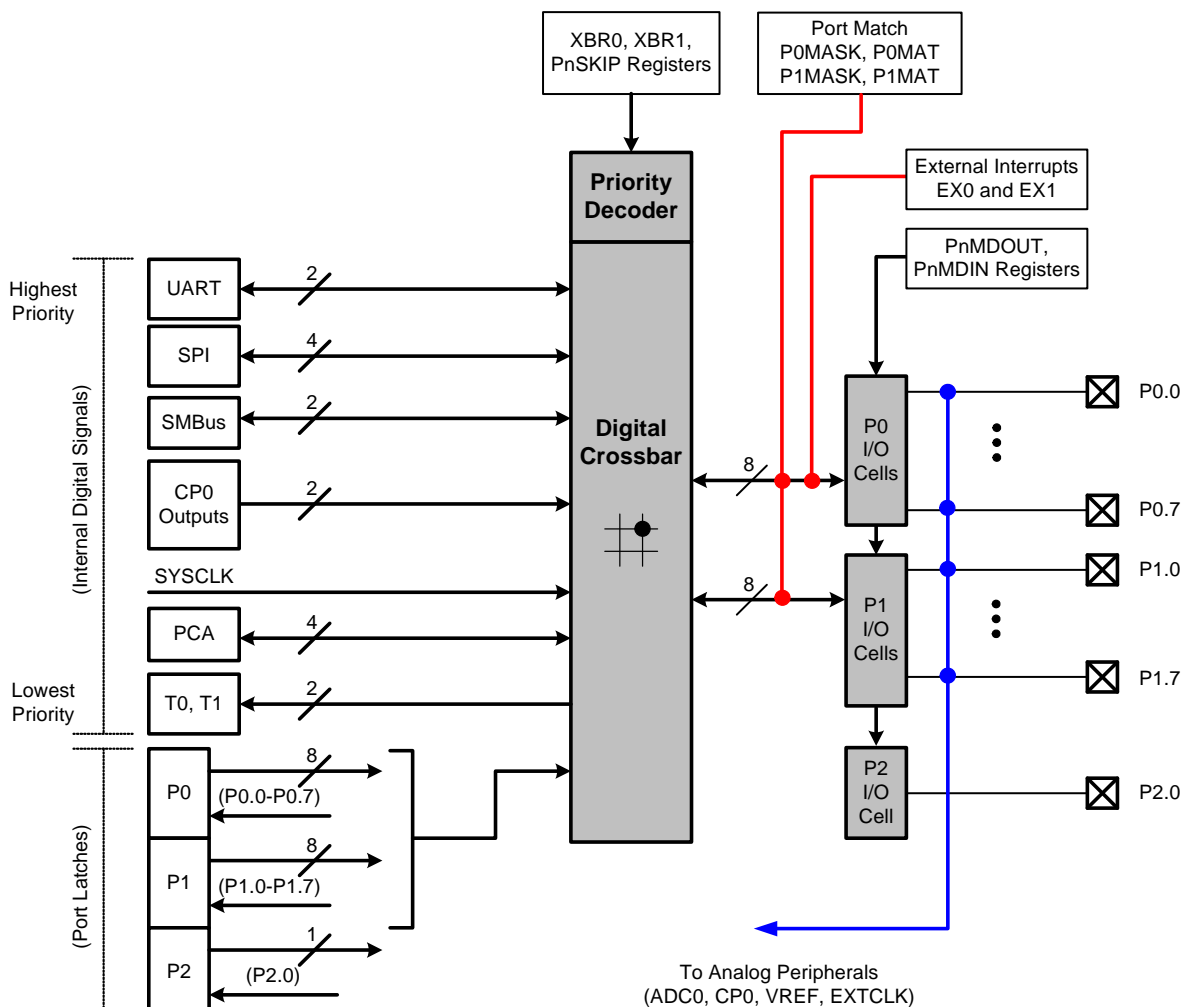 XBR0, XBR1,
PnSKIP Registers
Port Match
P0MASK, P0MAT
P1MASK, P1MAT
External Interrupts
EX0 and EX1
PnMDOUT,
PnMDIN Registers
Priority
Decoder
Digital
Crossbar
Highest
Priority
(Internal Digital Signals)
Lowest
Priority
UART
2
SPI
4
SMBus
2
CP0
Outputs
2
SYSCLK
PCA
4
T0, T1
2
(Port Latches)
P0
8
(P0.0-P0.7)
P1
8
(P1.0-P1.7)
P2
1
(P2.0)
8
8
P0
I/O
Cells
P1
I/O
Cells
P2
I/O
Cell
P0.0
P0.7
P1.0
P1.7
P2.0
To Analog Peripherals
(ADC0, CP0, VREF, EXTCLK)